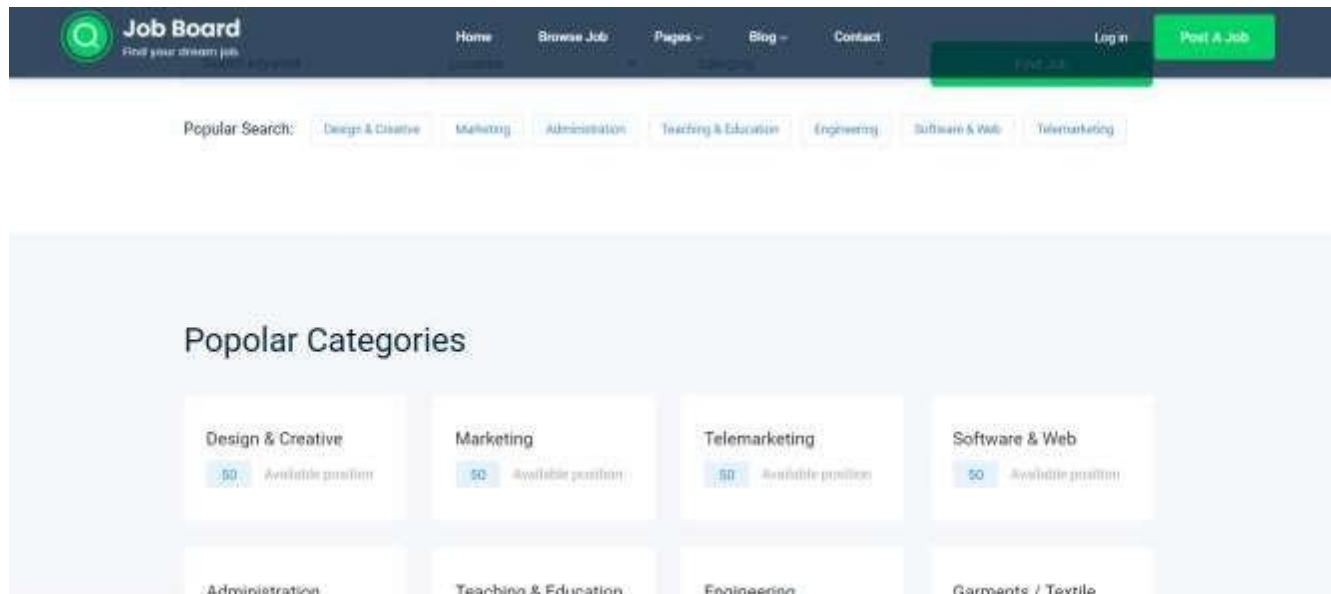 Job Board
Find your dream job
Home Browse Job Pages Blog Contact
Log in Post A Job
Find Job
Popular Search: Design & Creative Marketing Administration Teaching & Education Engineering Software & Web Telemarketing
Popolar Categories
Design & Creative Marketing Telemarketing Software & Web
50 Available position 50 Available position 50 Available position 50 Available position
Administration Teaching & Education Engineering Garments / Textile